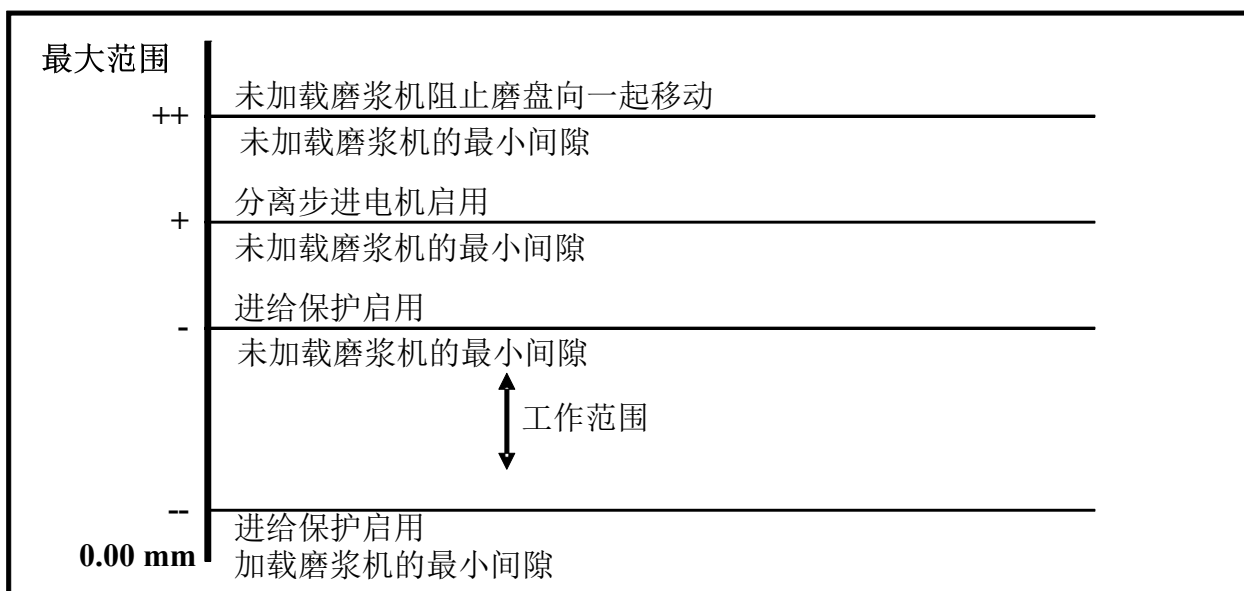 最大范围
未加载磨浆机阻止磨盘向一起移动
++
未加载磨浆机的最小间隙
分离步进电机启用
+
未加载磨浆机的最小间隙
进给保护启用
-
未加载磨浆机的最小间隙
工作范围
--
进给保护启用
0.00 mm
加载磨浆机的最小间隙